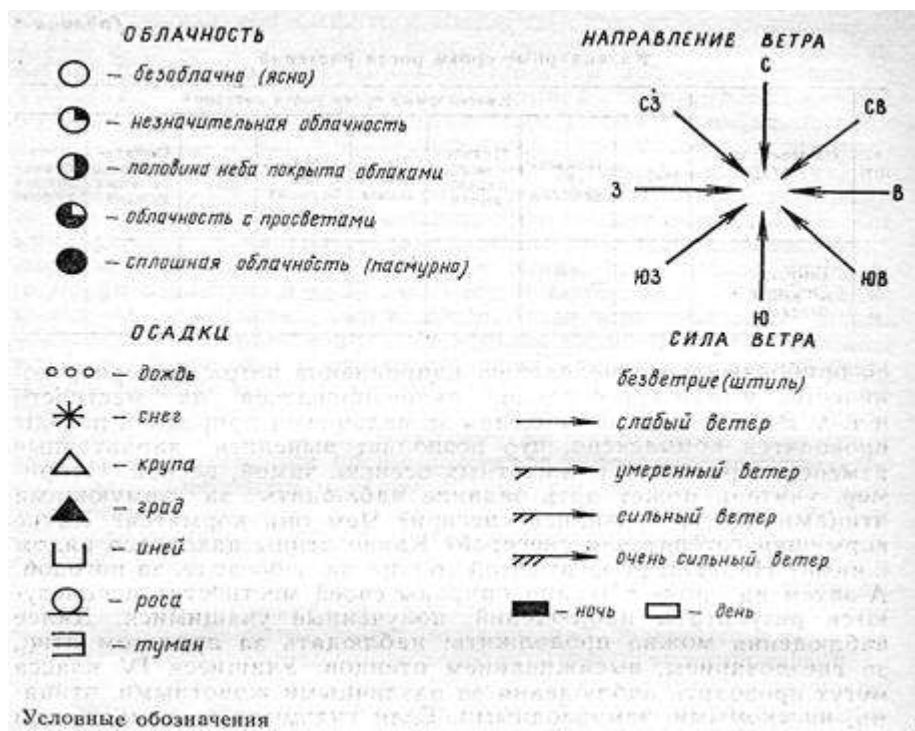 ОБЛАЧНОСТЬ
– безоблачно (ясно)
– незначительная облачность
– половина неба покрыта облаками
– облачность с просветами
– сплошная облачность (пасмурно)
НАПРАВЛЕНИЕ ВЕТРА
С
СЗ
СВ
З
В
ЮЗ
ЮВ
Ю
ОСАДКИ
– дождь
– снег
– крупа
– град
– иней
– роса
– туман
СИЛА ВЕТРА
безветрие (штиль)
– слабый ветер
– умеренный ветер
– сильный ветер
– очень сильный ветер
– ночь
– день
Условные обозначения